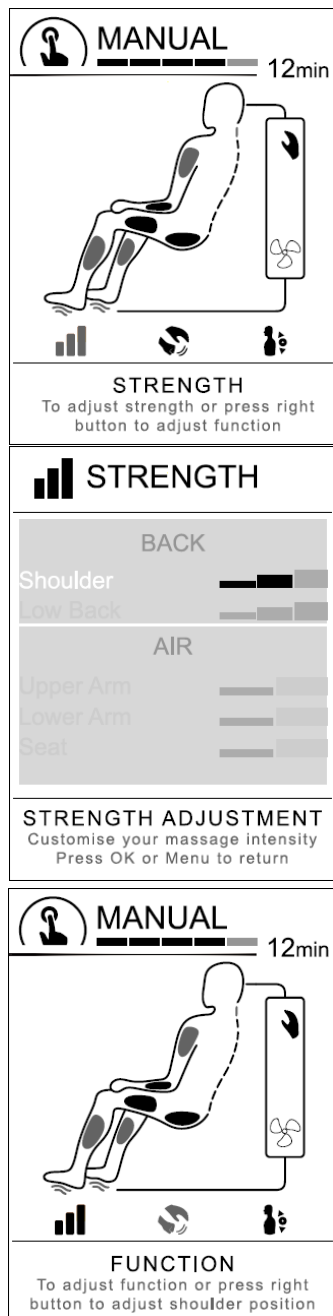 MANUAL
12min
STRENGTH
To adjust strength or press right
button to adjust function
STRENGTH
BACK
Shoulder
Low Back
AIR
Upper Arm
Lower Arm
Seat
STRENGTH ADJUSTMENT
Customise your massage intensity
Press OK or Menu to return
MANUAL
12min
FUNCTION
To adjust function or press right
button to adjust shoulder position